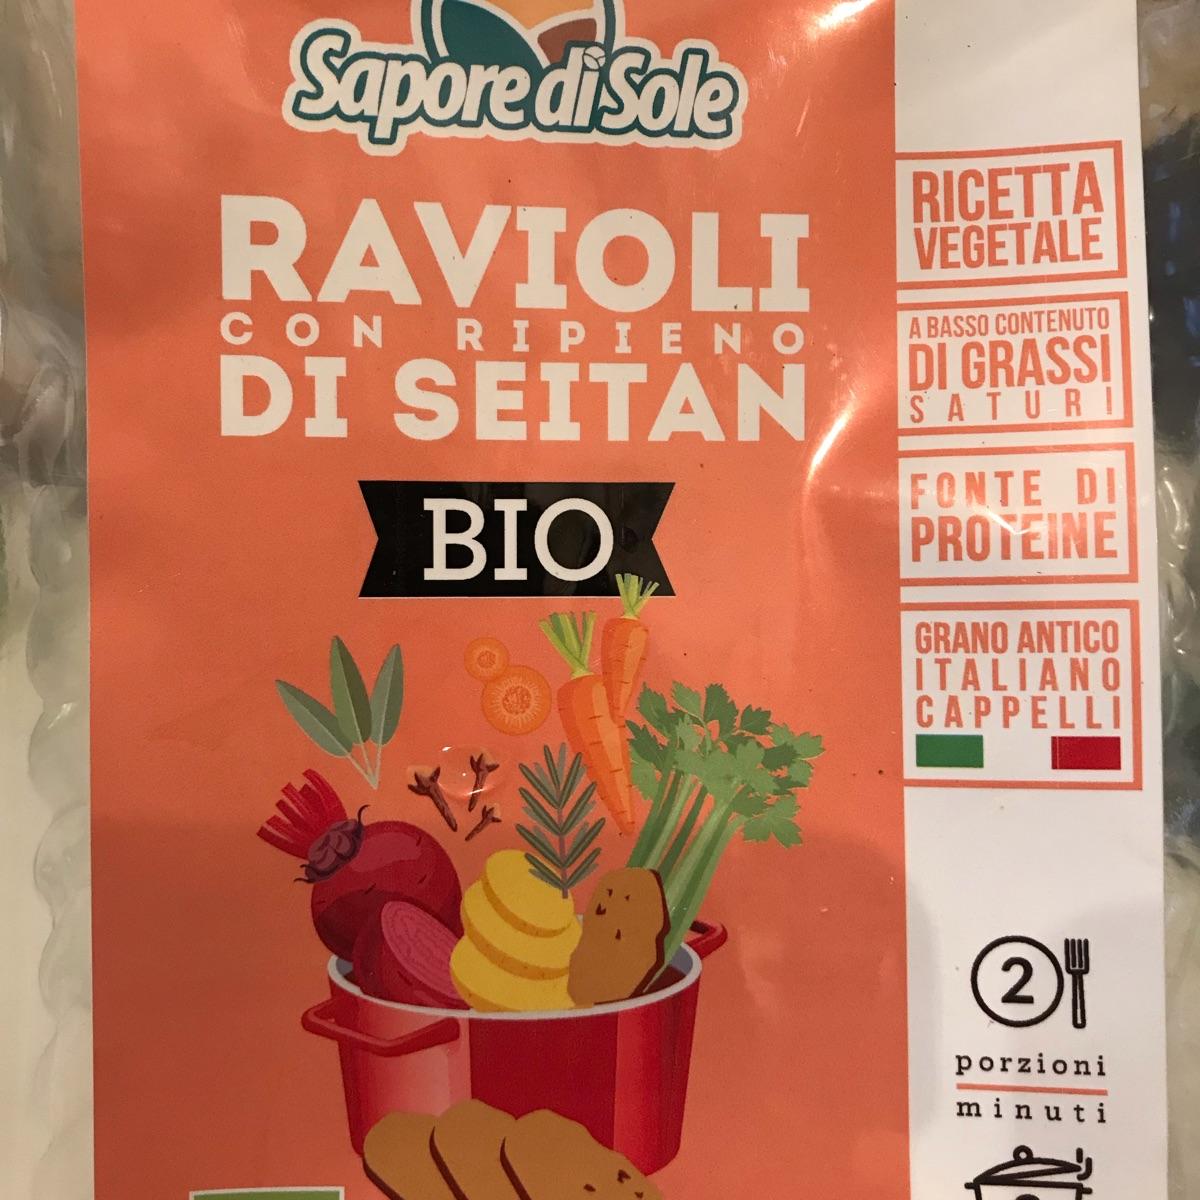 Sapore di Sole
RAVIOLI
CON RIPIENO
DI SEITAN
BIO
RICETTA
VEGETALE
A BASSO CONTENUTO
DI GRASSI
SATURI
FONTE DI
PROTEINE
GRANO ANTICO
ITALIANO
CAPPELLI
2
porzioni
minuti